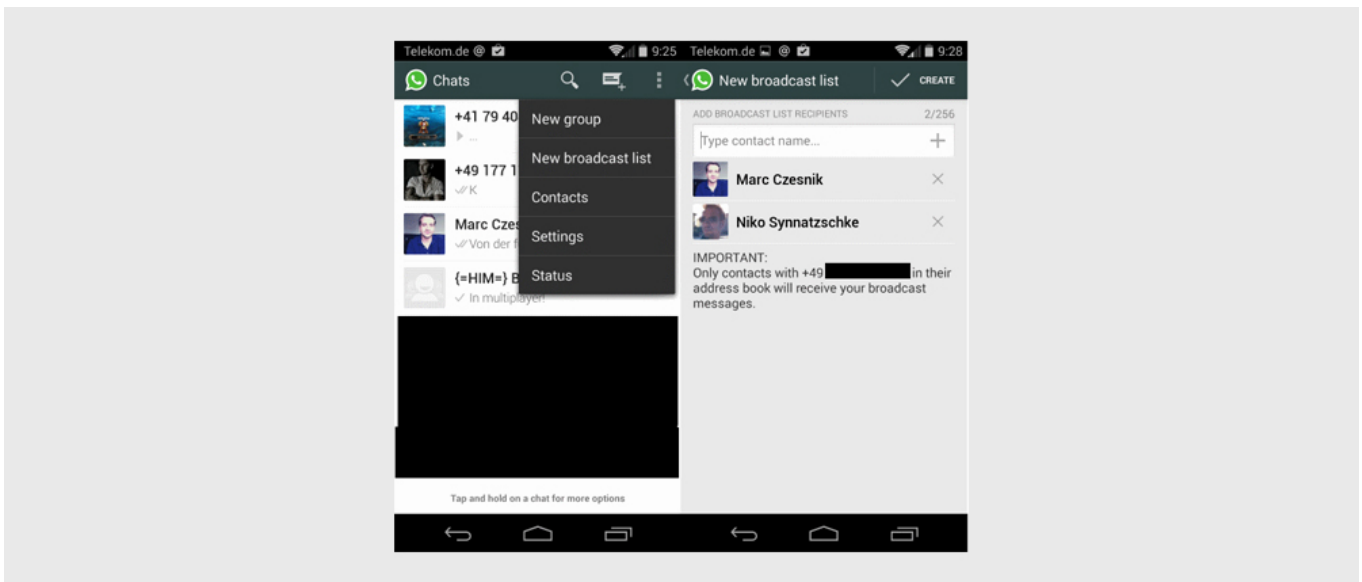 Telekom.de @ 9:25
Chats
+41 79 40
...
New group
+49 177 1
K
New broadcast list
Contacts
Marc Czes
Von der f
Settings
{=HIM=} B
In multiplayer!
Status
Tap and hold on a chat for more options
Telekom.de @ 9:28
New broadcast list
CREATE
ADD BROADCAST LIST RECIPIENTS 2/256
Type contact name...
Marc Czesnik
Niko Synnatzschke
IMPORTANT:
Only contacts with +49 in their
address book will receive your broadcast
messages.